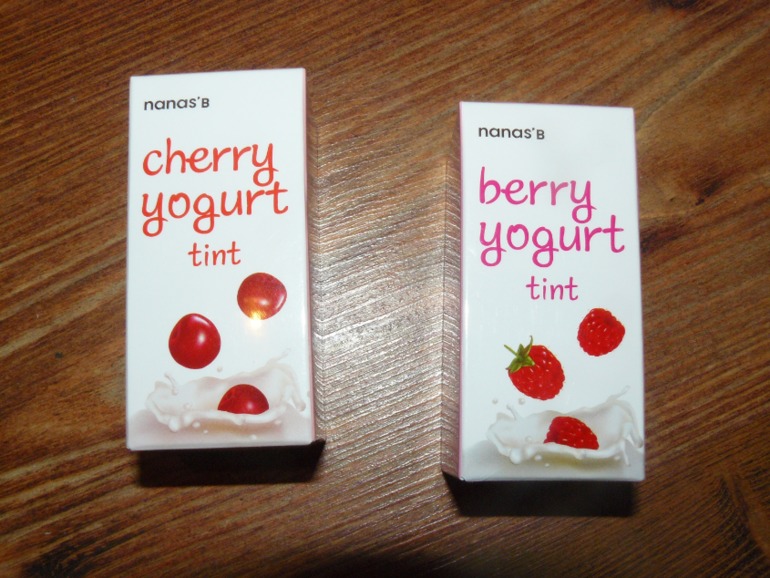 nanas'B
cherry
yogurt
tint
nanas'B
berry
yogurt
tint